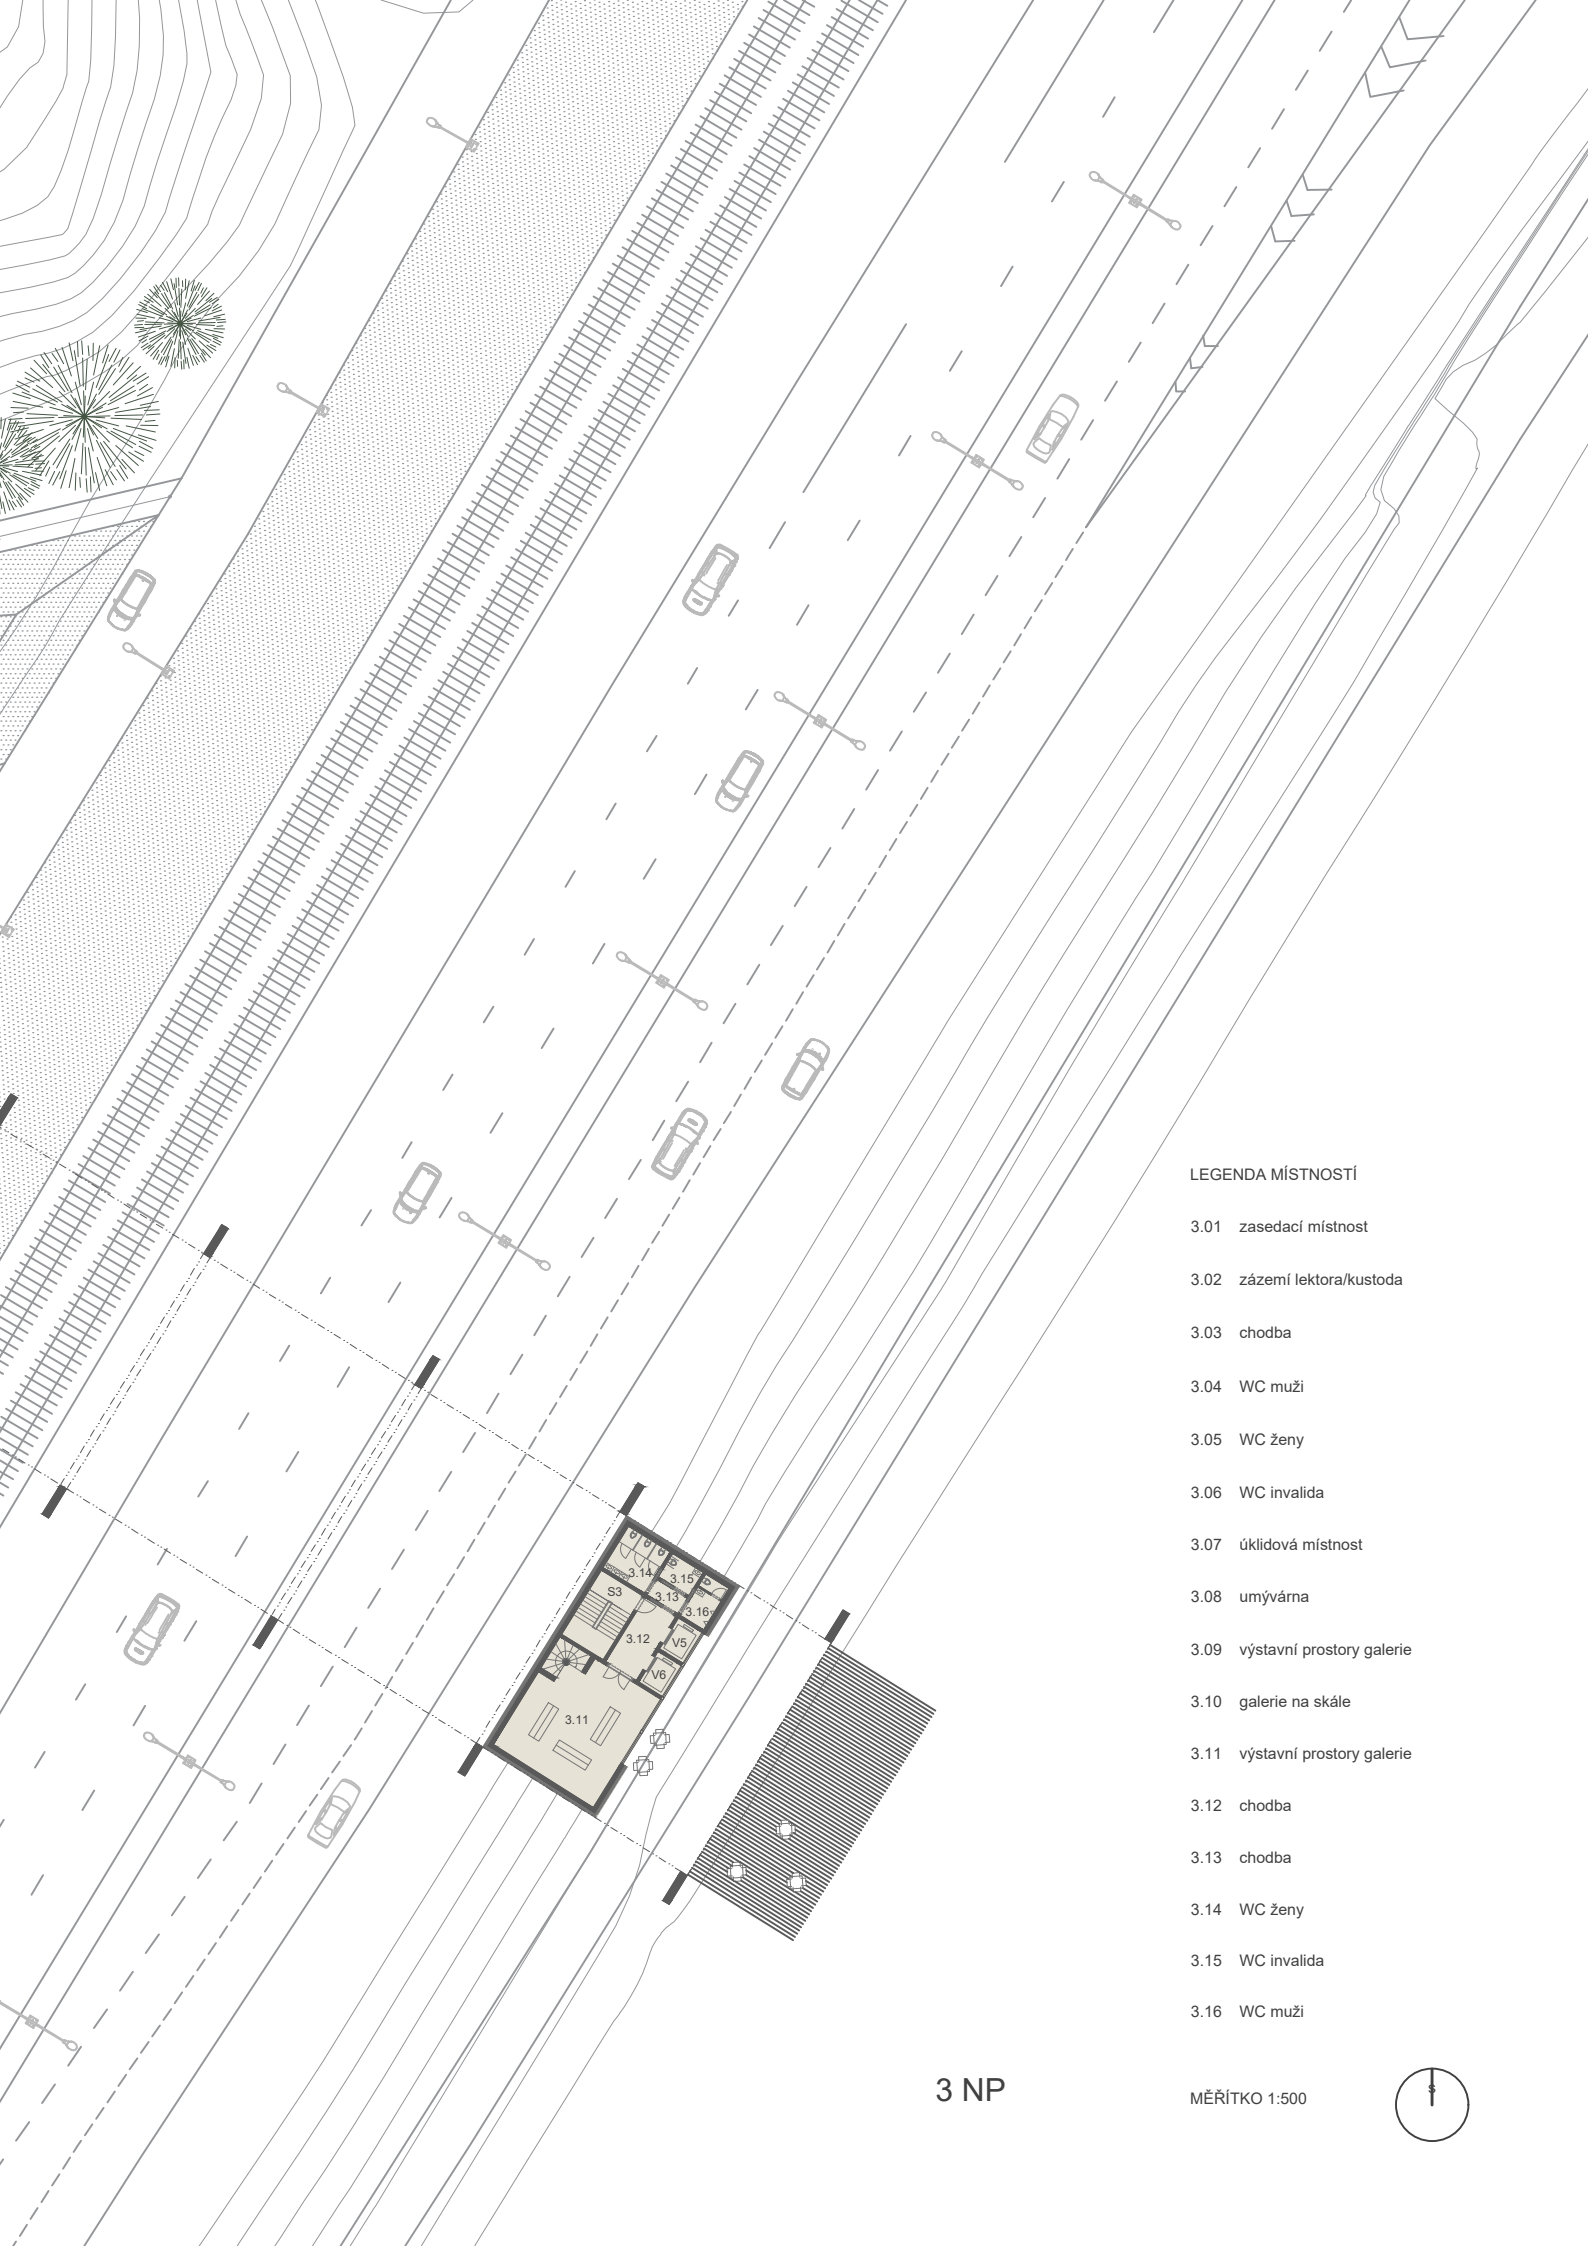 3.14
3.15
S3
3.13
3.16
3.12
V5
V6
3.11
LEGENDA MÍSTNOSTÍ
3.01 zasedací místnost
3.02 zázemí lektora/kustoda
3.03 chodba
3.04 WC muži
3.05 WC ženy
3.06 WC invalida
3.07 úklidová místnost
3.08 umývárna
3.09 výstavní prostory galerie
3.10 galerie na skále
3.11 výstavní prostory galerie
3.12 chodba
3.13 chodba
3.14 WC ženy
3.15 WC invalida
3.16 WC muži
3 NP
MĚŘÍTKO 1:500
S